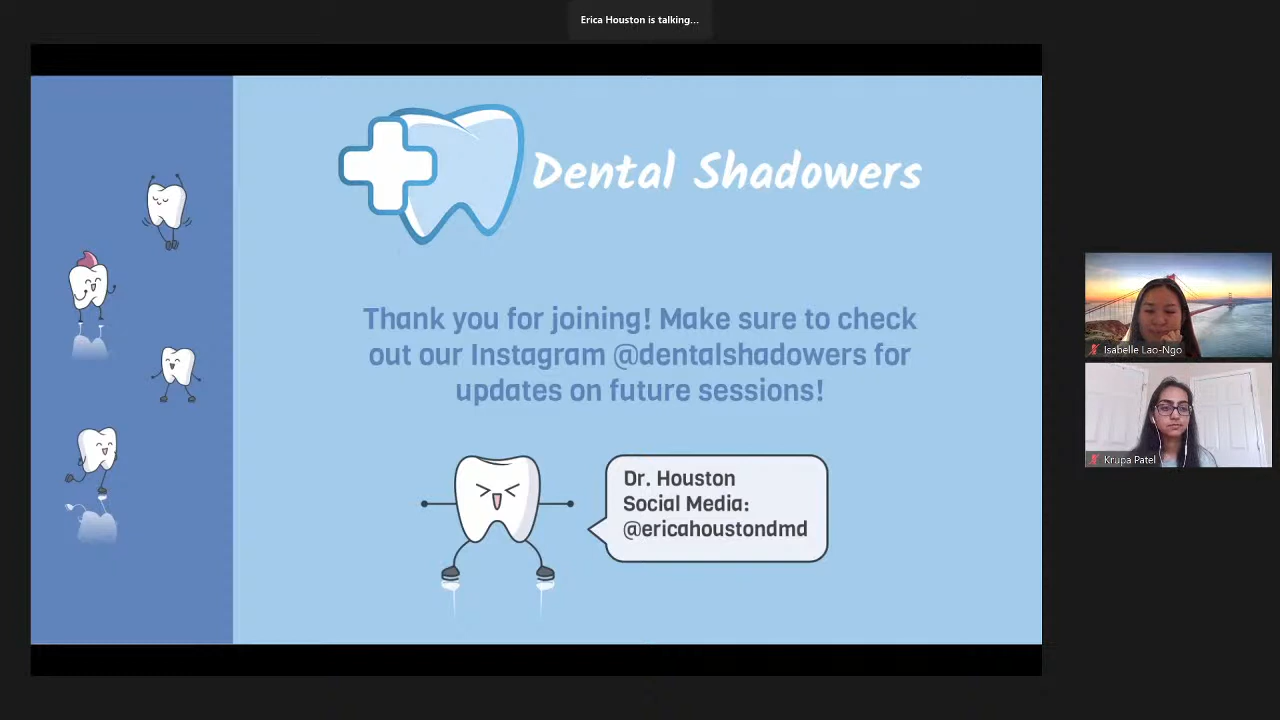 Erica Houston is talking...
Dental Shadowers
Thank you for joining! Make sure to check
out our Instagram @dentalshadowers for
updates on future sessions!
Dr. Houston
Social Media:
@ericahoustondmd
Isabelle Lao-Ngo
Krupa Patel